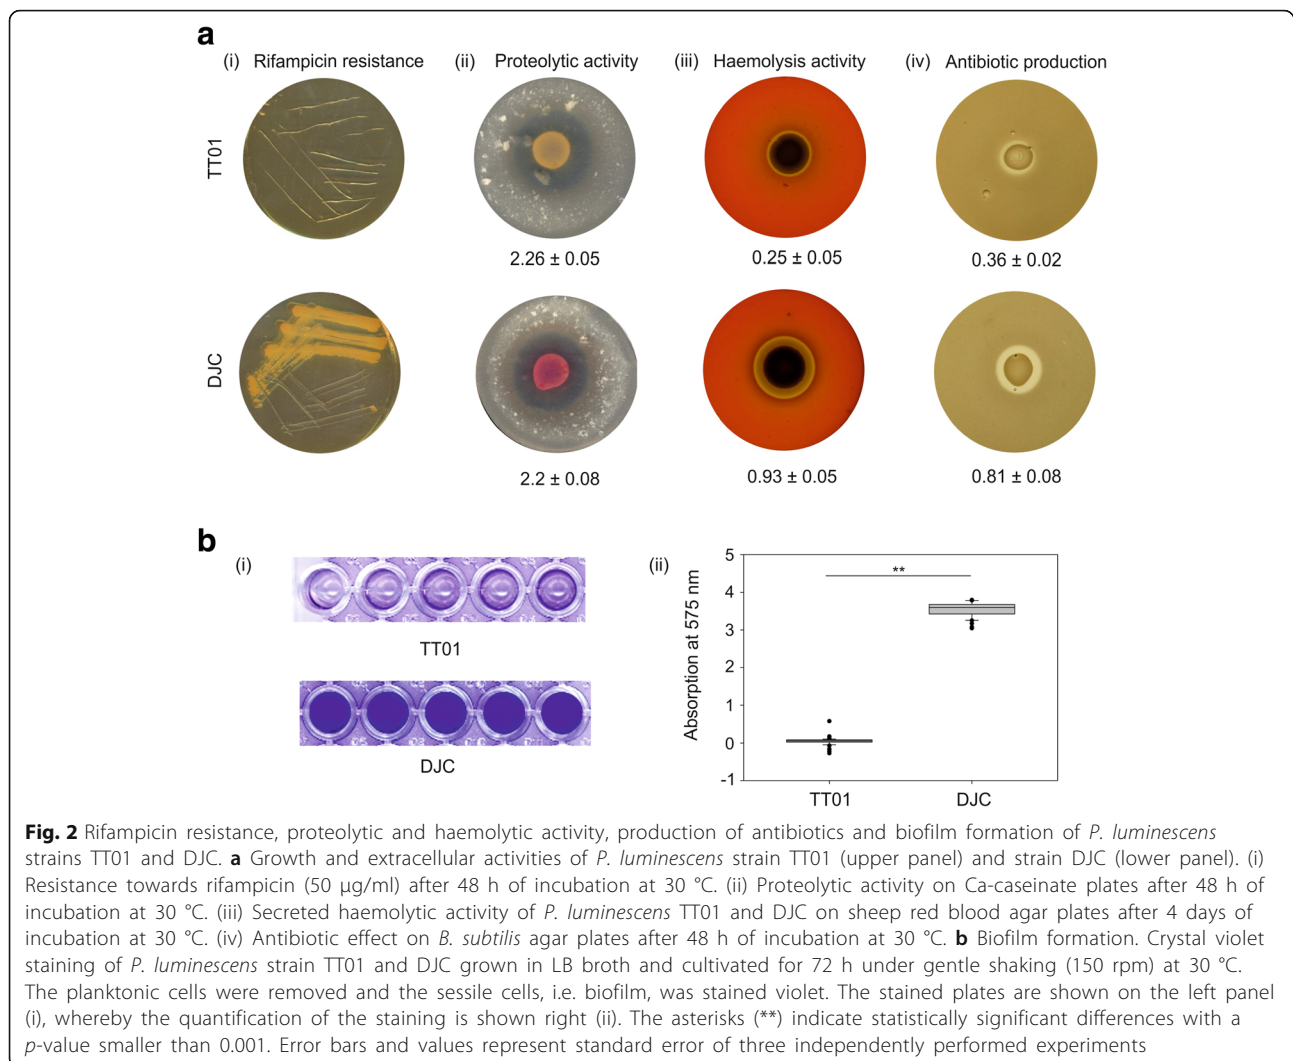 a
(i) Rifampicin resistance (ii) Proteolytic activity (iii) Haemolysis activity (iv) Antibiotic production
TT01
2.26 ± 0.05 0.25 ± 0.05 0.36 ± 0.02
DJC
2.2 ± 0.08 0.93 ± 0.05 0.81 ± 0.08
b
(i)
TT01
DJC
(ii)
Absorption at 575 nm
5
4
3
2
1
0
-1
**
TT01 DJC
Fig. 2 Rifampicin resistance, proteolytic and haemolytic activity, production of antibiotics and biofilm formation of P. luminescens
strains TT01 and DJC. a Growth and extracellular activities of P. luminescens strain TT01 (upper panel) and strain DJC (lower panel). (i)
Resistance towards rifampicin (50 μg/ml) after 48 h of incubation at 30 °C. (ii) Proteolytic activity on Ca-caseinate plates after 48 h of
incubation at 30 °C. (iii) Secreted haemolytic activity of P. luminescens TT01 and DJC on sheep red blood agar plates after 4 days of
incubation at 30 °C. (iv) Antibiotic effect on B. subtilis agar plates after 48 h of incubation at 30 °C. b Biofilm formation. Crystal violet
staining of P. luminescens strain TT01 and DJC grown in LB broth and cultivated for 72 h under gentle shaking (150 rpm) at 30 °C.
The planktonic cells were removed and the sessile cells, i.e. biofilm, was stained violet. The stained plates are shown on the left panel
(i), whereby the quantification of the staining is shown right (ii). The asterisks (**) indicate statistically significant differences with a
p-value smaller than 0.001. Error bars and values represent standard error of three independently performed experiments